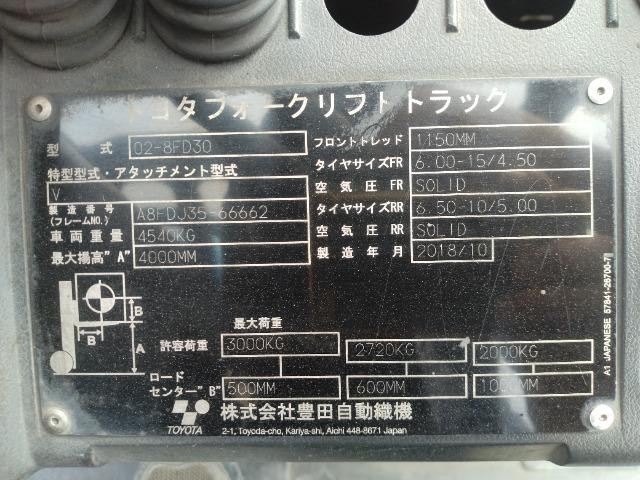 トヨタフォークリフトトラック
型 式 02-8FD30
特型型式・アタッチメント型式
V
製造番号 (フレームNO.) A8FDJ35-66662
車両重量 4540KG
最大揚高"A" 4000MM
フロントトレッド 1150MM
タイヤサイズFR 6.00-15/4.50
空気圧 FR SOLID
タイヤサイズRR 6.50-10/5.00
空気圧 RR SOLID
製造年月 2018/10
B
B
A
最大荷重
許容荷重 3000KG 2720KG 2000KG
ロード
センター"B" 500MM 600MM 1000MM
TOYOTA
株式会社豊田自動織機
2-1, Toyoda-cho, Kariya-shi, Aichi 448-8671 Japan
A1 JAPANESE 57841-26700-71